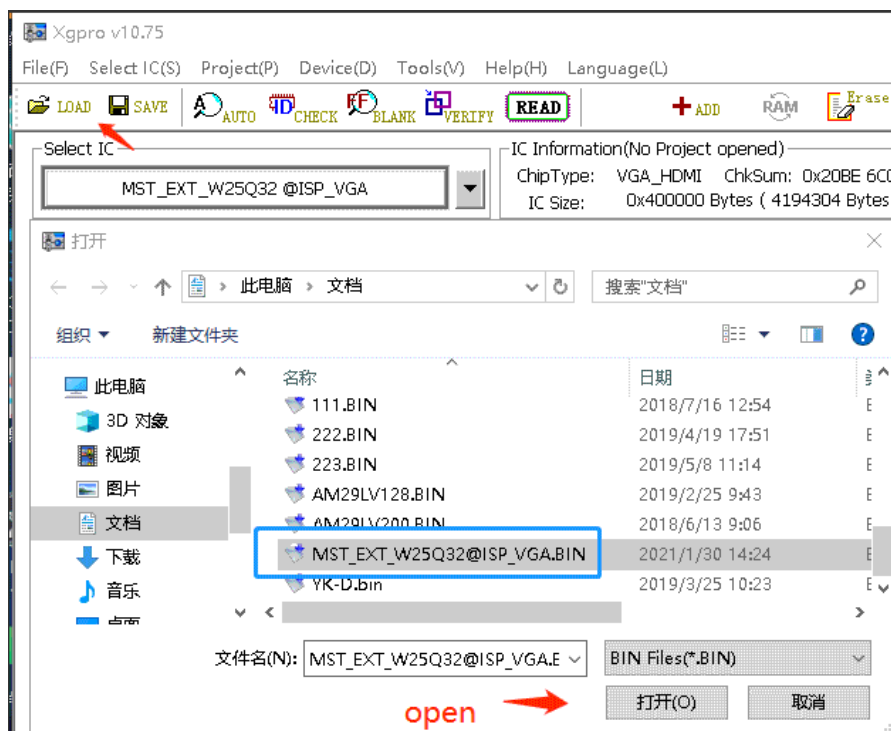 Xgpro v10.75
File(F) Select IC(S) Project(P) Device(D) Tools(V) Help(H) Language(L)
LOAD SAVE AUTO CHECK BLANK VERIFY READ ADD RAM Erase
Select IC
MST_EXT_W25Q32 @ISP_VGA
IC Information(No Project opened)
ChipType: VGA_HDMI ChkSum: 0x20BE 6C0
IC Size: 0x400000 Bytes ( 4194304 Bytes
打开
此电脑 › 文档
搜索"文档"
组织 新建文件夹
名称 日期
此电脑
3D 对象
视频
图片
文档
下载
音乐
桌面
111.BIN 2018/7/16 12:54
222.BIN 2019/4/19 17:51
223.BIN 2019/5/8 11:14
AM29LV128.BIN 2019/2/25 9:43
AM29LV200.BIN 2018/6/13 9:06
MST_EXT_W25Q32@ISP_VGA.BIN 2021/1/30 14:24
YK-D.bin 2019/3/25 10:23
文件名(N): MST_EXT_W25Q32@ISP_VGA.E BIN Files(*.BIN)
open 打开(O) 取消